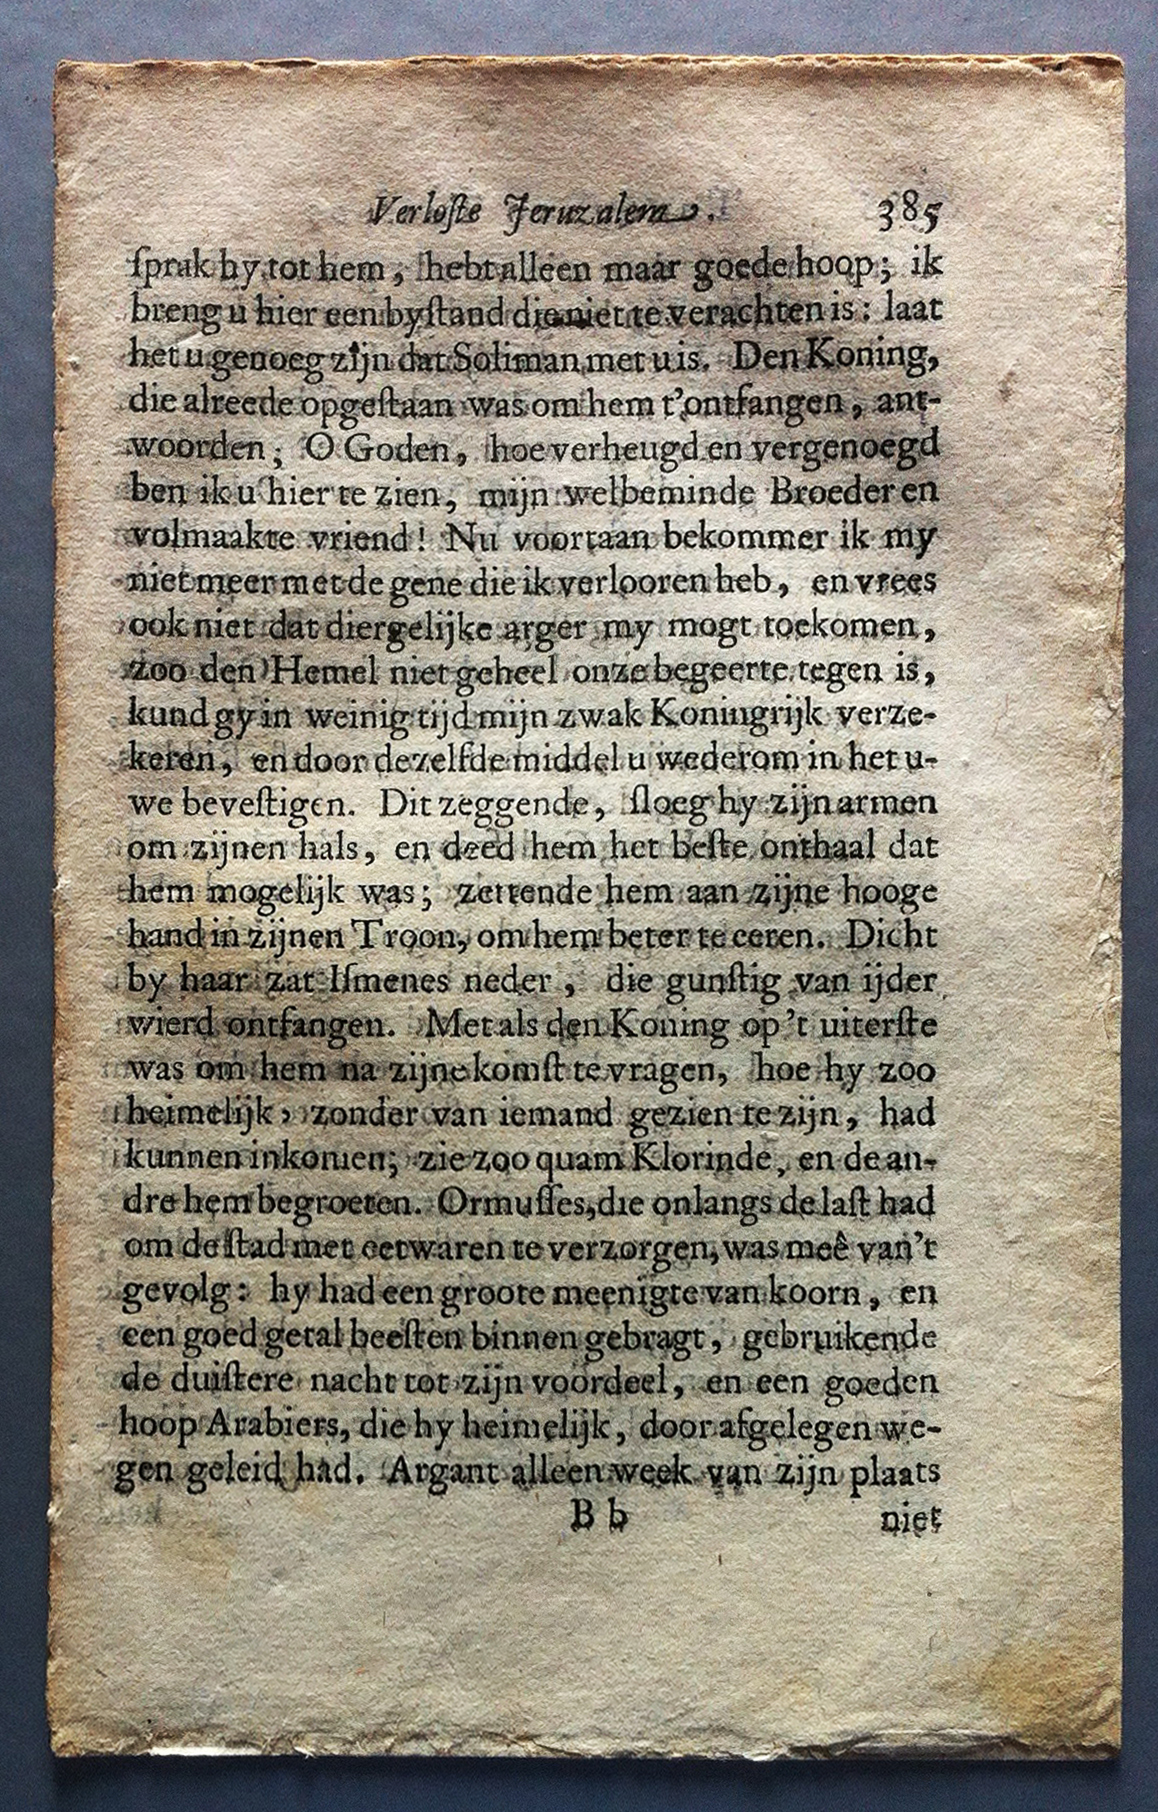 Verloſte Jeruzalem. 385
ſprak hy tot hem, hebt alleen maar goede hoop; ik
breng u hier een byſtand die niet te verachten is: laat
het u genoeg zijn dat Soliman met u is. Den Koning,
die alreede opgeſtaan was om hem t'ontfangen, ant-
woorden; O Goden, hoe verheugd en vergenoegd
ben ik u hier te zien, mijn welbeminde Broeder en
volmaakte vriend! Nu voortaan bekommer ik my
niet meer met de gene die ik verlooren heb, en vrees
ook niet dat diergelijke arger my mogt toekomen,
zoo den Hemel niet geheel onze begeerte tegen is,
kund gy in weinig tijd mijn zwak Koningrijk verze-
keren, en door dezelfde middel u wederom in het u-
we beveſtigen. Dit zeggende, ſloeg hy zijn armen
om zijnen hals, en deed hem het beſte onthaal dat
hem mogelijk was; zettende hem aan zijne hooge
hand in zijnen Troon, om hem beter te eeren. Dicht
by haar zat Iſmenes neder, die gunſtig van ijder
wierd ontfangen. Met als den Koning op 't uiterſte
was om hem na zijne komſt te vragen, hoe hy zoo
heimelijk, zonder van iemand gezien te zijn, had
kunnen inkomen; zie zoo quam Klorinde, en de an-
dre hem begroeten. Ormuſſes, die onlangs de laſt had
om de ſtad met eetwaren te verzorgen, was meê van't
gevolg: hy had een groote meenigte van koorn, en
een goed getal beeſten binnen gebragt, gebruikende
de duiſtere nacht tot zijn voordeel, en een goeden
hoop Arabiers, die hy heimelijk, door afgelegen we-
gen geleid had. Argant alleen week van zijn plaats
B b niet